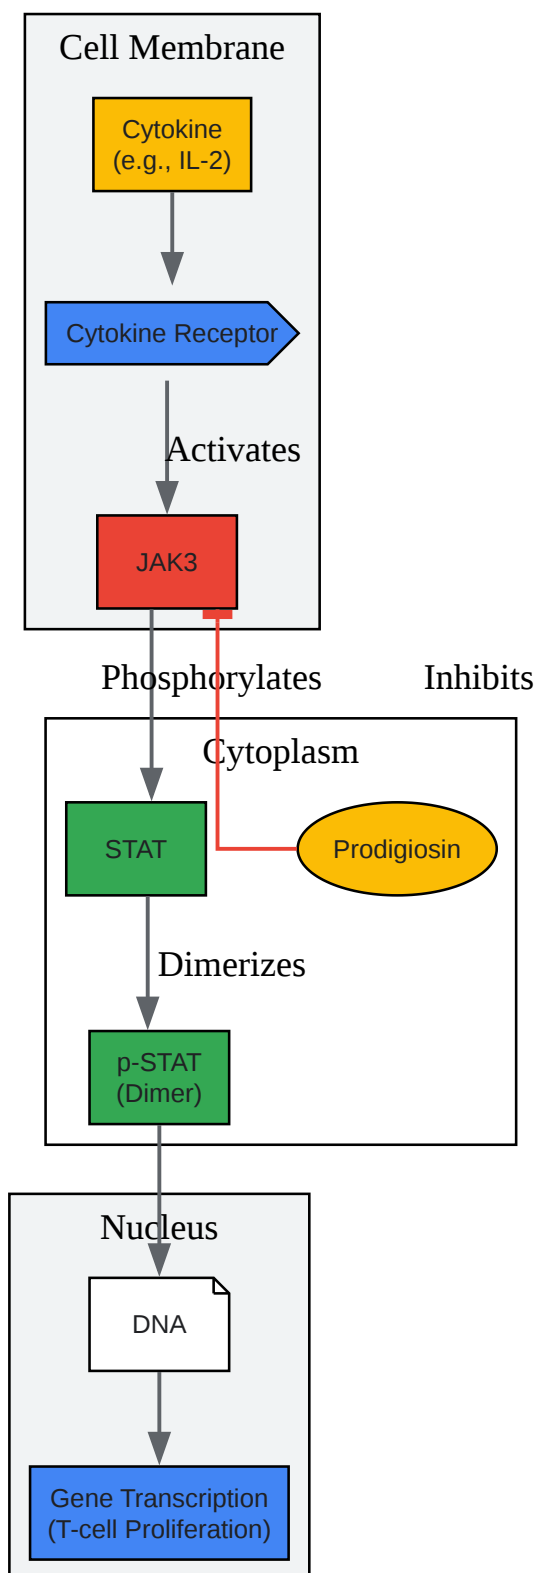 Cell Membrane
Cytokine
(e.g., IL-2)
Cytokine Receptor
Activates
JAK3
Phosphorylates
Inhibits
Cytoplasm
STAT
Prodigiosin
Dimerizes
p-STAT
(Dimer)
Nucleus
DNA
Gene Transcription
(T-cell Proliferation)